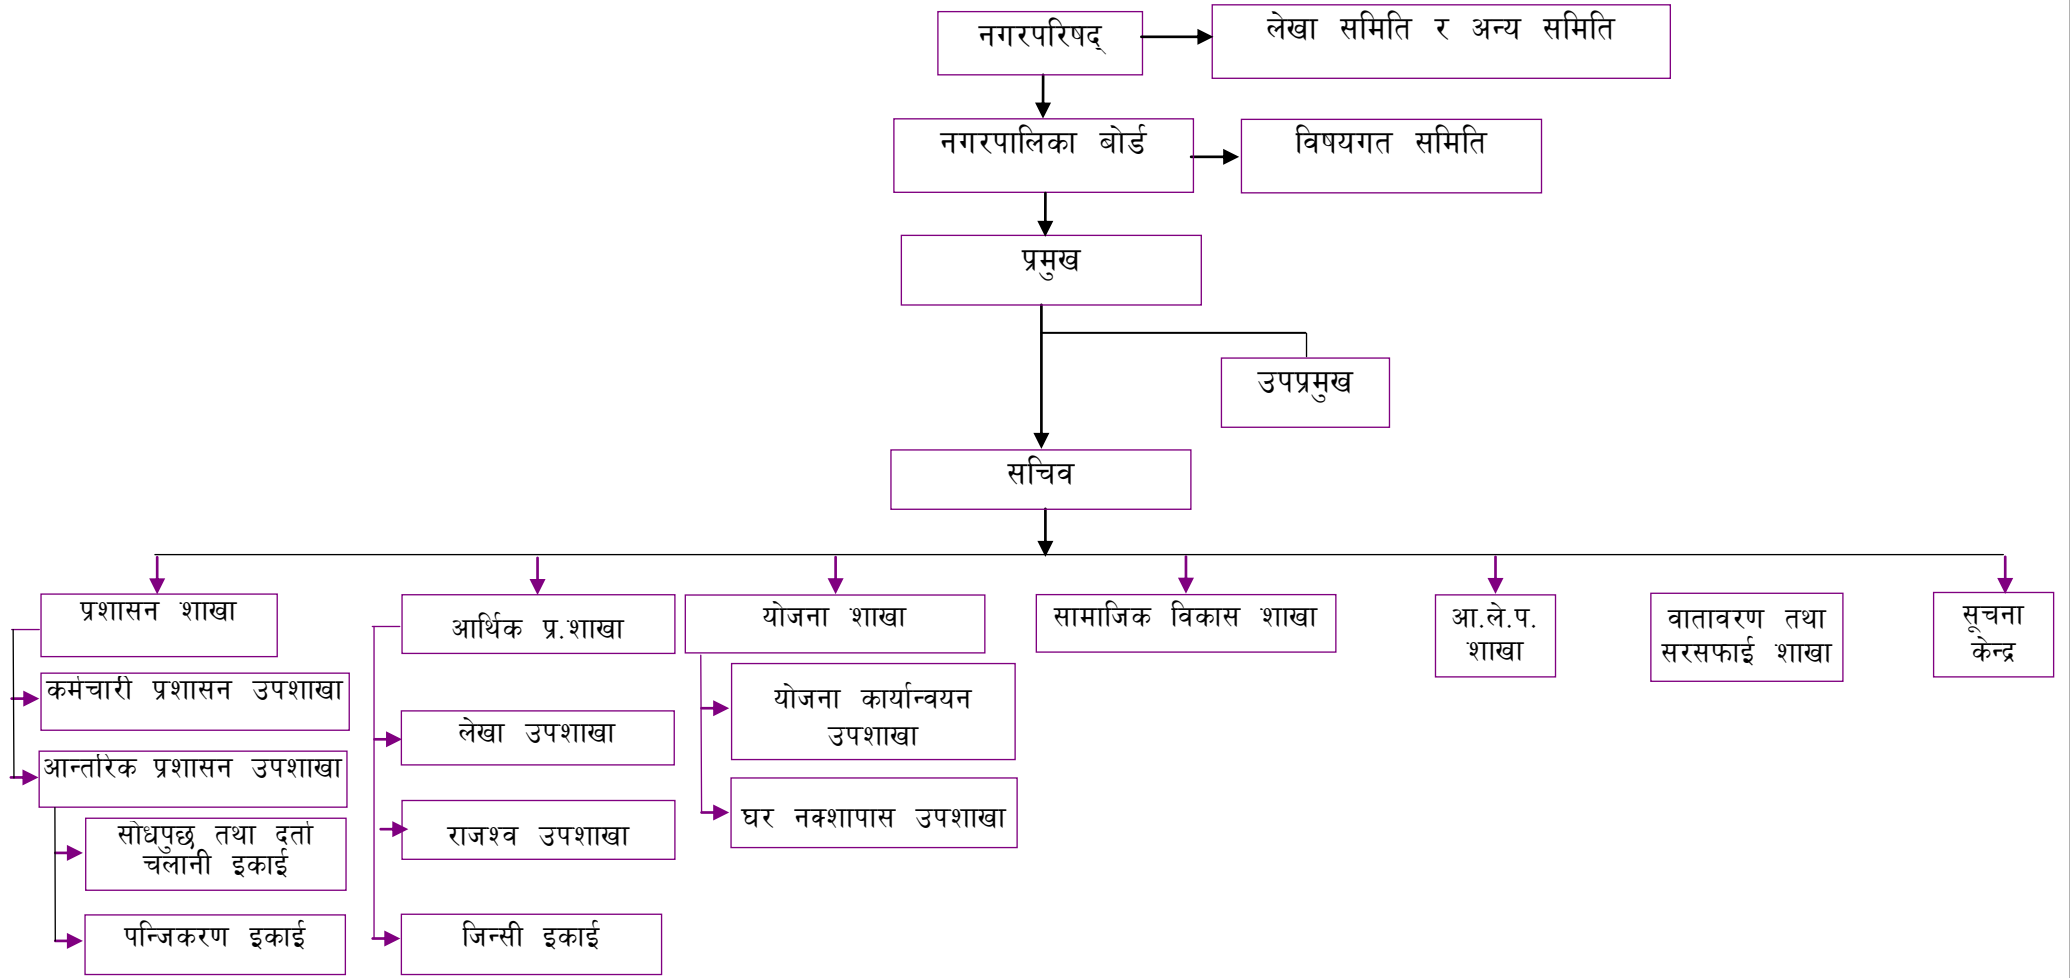 नगरपरिषद्
लेखा समिति र अन्य समिति
नगरपालिका बोर्ड
विषयगत समिति
प्रमुख
उपप्रमुख
सचिव
प्रशासन शाखा
कर्मचारी प्रशासन उपशाखा
आन्तरिक प्रशासन उपशाखा
सोधपुछ तथा दर्ता
चलानी इकाई
पन्जिकरण इकाई
आर्थिक प्र.शाखा
लेखा उपशाखा
राजश्व उपशाखा
जिन्सी इकाई
योजना शाखा
योजना कार्यान्वयन
उपशाखा
घर नक्शापास उपशाखा
सामाजिक विकास शाखा
आ.ले.प.
शाखा
वातावरण तथा
सरसफाई शाखा
सूचना
केन्द्र